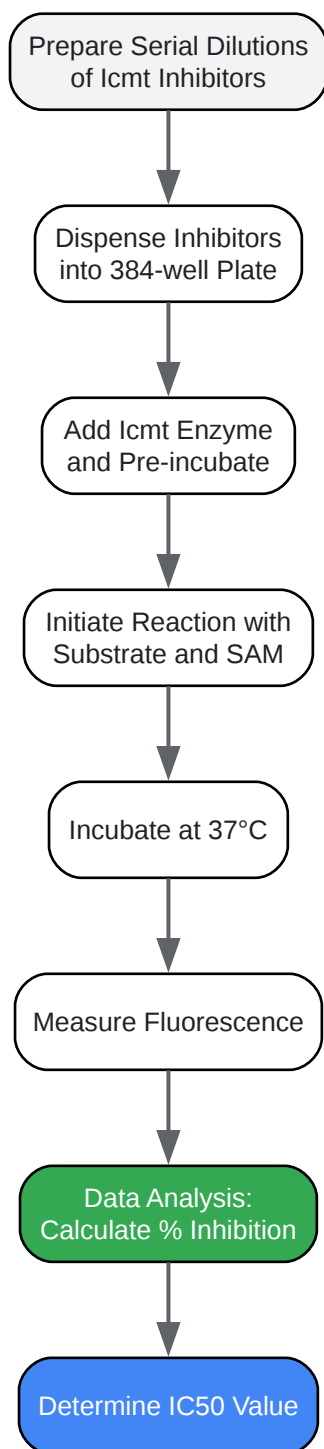 Prepare Serial Dilutions
of Icmt Inhibitors
Dispense Inhibitors
into 384-well Plate
Add Icmt Enzyme
and Pre-incubate
Initiate Reaction with
Substrate and SAM
Incubate at 37°C
Measure Fluorescence
Data Analysis:
Calculate % Inhibition
Determine IC50 Value